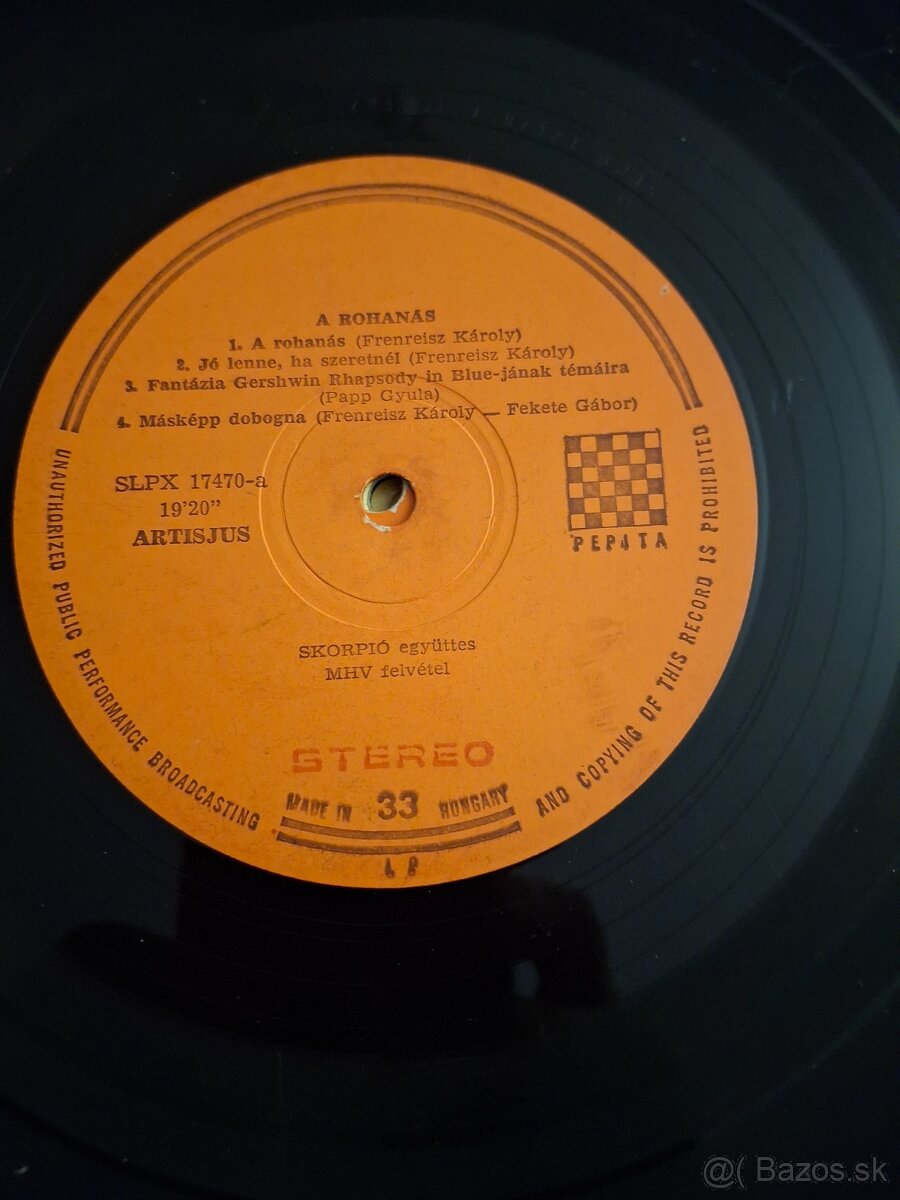 A ROHANÁS
1. A rohanás (Frenreisz Károly)
2. Jó lenne, ha szeretnél (Frenreisz Károly)
3. Fantázia Gershwin Rhapsody in Blue-jának témáira
(Papp Gyula)
4. Másképp dobogna (Frenreisz Károly — Fekete Gábor)
SLPX 17470-a
19'20"
ARTISJUS
PEPITA
SKORPIÓ együttes
MHV felvétel
STEREO
MADE IN 33 HUNGARY
LP
UNAUTHORIZED PUBLIC PERFORMANCE BROADCASTING AND COPYING OF THIS RECORD IS PROHIBITED
@( Bazos.sk